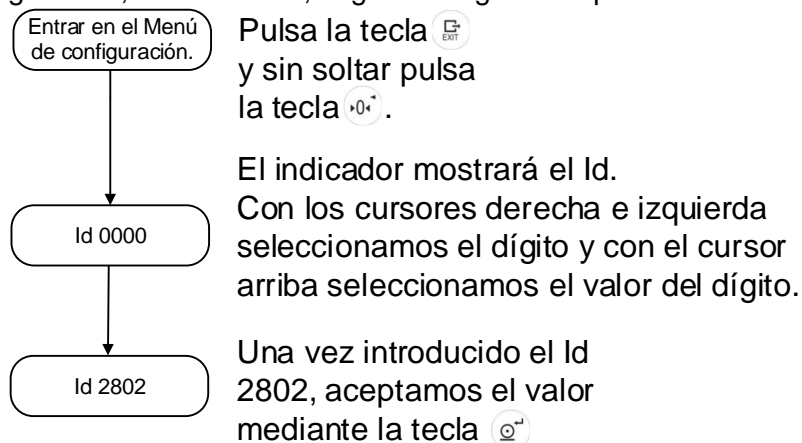 Entrar en el Menú
de configuración.
Pulsa la tecla EXIT
y sin soltar pulsa
la tecla →0←.
El indicador mostrará el Id.
Con los cursores derecha e izquierda
seleccionamos el dígito y con el cursor
arriba seleccionamos el valor del dígito.
Id 0000
Una vez introducido el Id
2802, aceptamos el valor
mediante la tecla
Id 2802